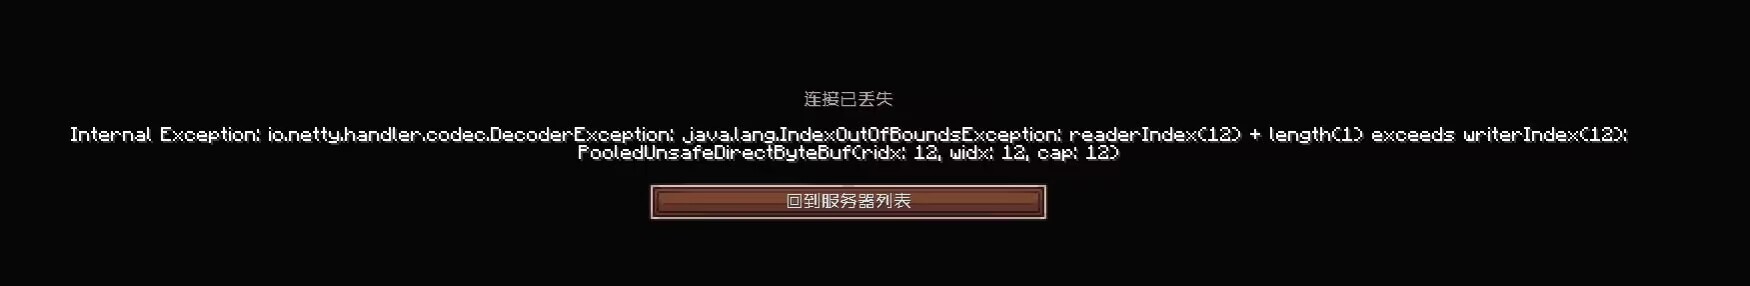 连接已丢失
Internal Exception: io.netty.handler.codec.DecoderException: java.lang.IndexOutOfBoundsException: readerIndex(12) + length(1) exceeds writerIndex(12):
PooledUnsafeDirectByteBuf(ridx: 12, widx: 12, cap: 12)
回到服务器列表